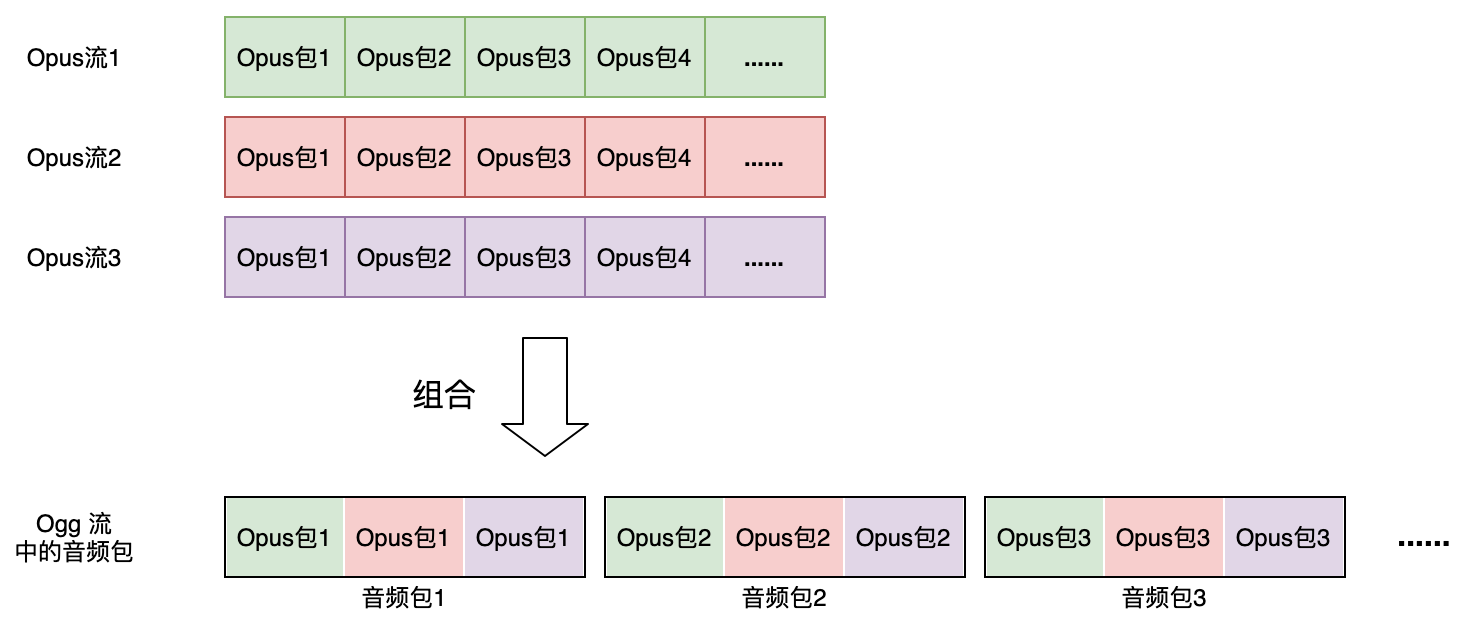 Opus流1 Opus包1 Opus包2 Opus包3 Opus包4 ......
Opus流2 Opus包1 Opus包2 Opus包3 Opus包4 ......
Opus流3 Opus包1 Opus包2 Opus包3 Opus包4 ......
组合
Ogg 流
中的音频包
Opus包1 Opus包1 Opus包1 Opus包2 Opus包2 Opus包2 Opus包3 Opus包3 Opus包3 ......
音频包1 音频包2 音频包3